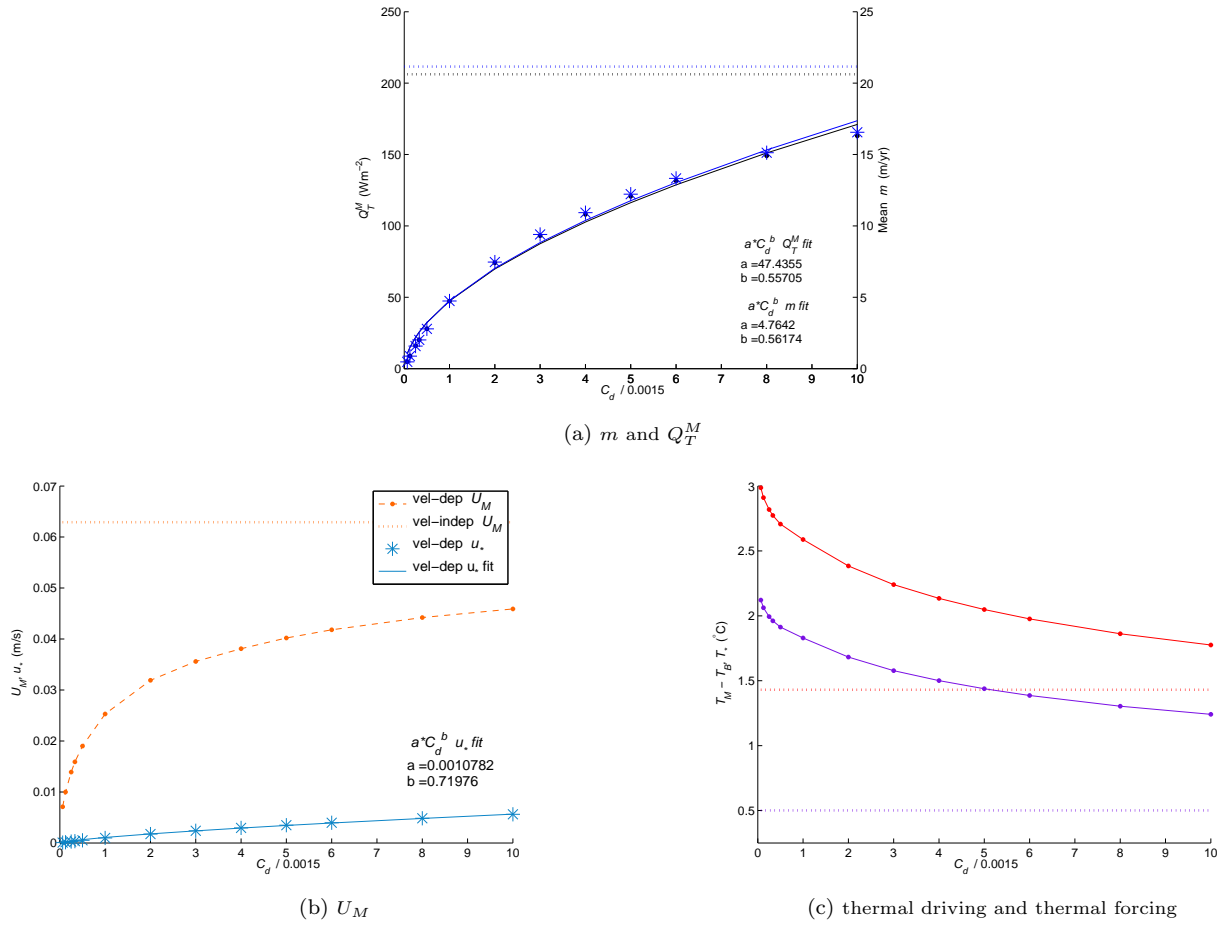 250
200
150
100
50
0
25
20
15
10
5
0
Q_T^M (Wm−2)
Mean m (m/yr)
a*C_d^b Q_T^M fit
a =47.4355
b =0.55705
a*C_d^b m fit
a =4.7642
b =0.56174
0 1 2 3 4 5 6 7 8 9 10
C_d / 0.0015
(a) m and Q_T^M
0.07
0.06
0.05
0.04
0.03
0.02
0.01
0
U_M, u_* (m/s)
vel−dep U_M
vel−indep U_M
vel−dep u_*
vel−dep u_* fit
a*C_d^b u_* fit
a =0.0010782
b =0.71976
0 1 2 3 4 5 6 7 8 9 10
C_d / 0.0015
(b) U_M
3
2.5
2
1.5
1
0.5
T_M − T_B, T_* (°C)
0 1 2 3 4 5 6 7 8 9 10
C_d / 0.0015
(c) thermal driving and thermal forcing